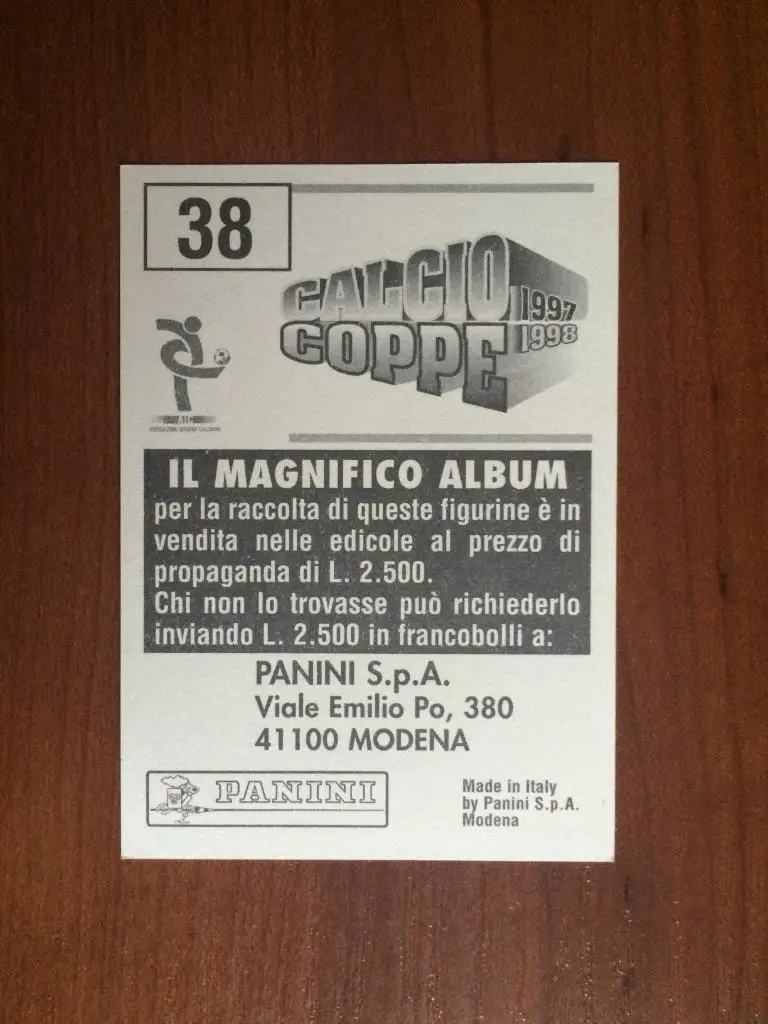 38
CALCIO 1997
COPPE 1998
AIC
IL MAGNIFICO ALBUM
per la raccolta di queste figurine è in
vendita nelle edicole al prezzo di
propaganda di L. 2.500.
Chi non lo trovasse può richiederlo
inviando L. 2.500 in francobolli a:
PANINI S.p.A.
Viale Emilio Po, 380
41100 MODENA
PANINI
Made in Italy
by Panini S.p.A.
Modena